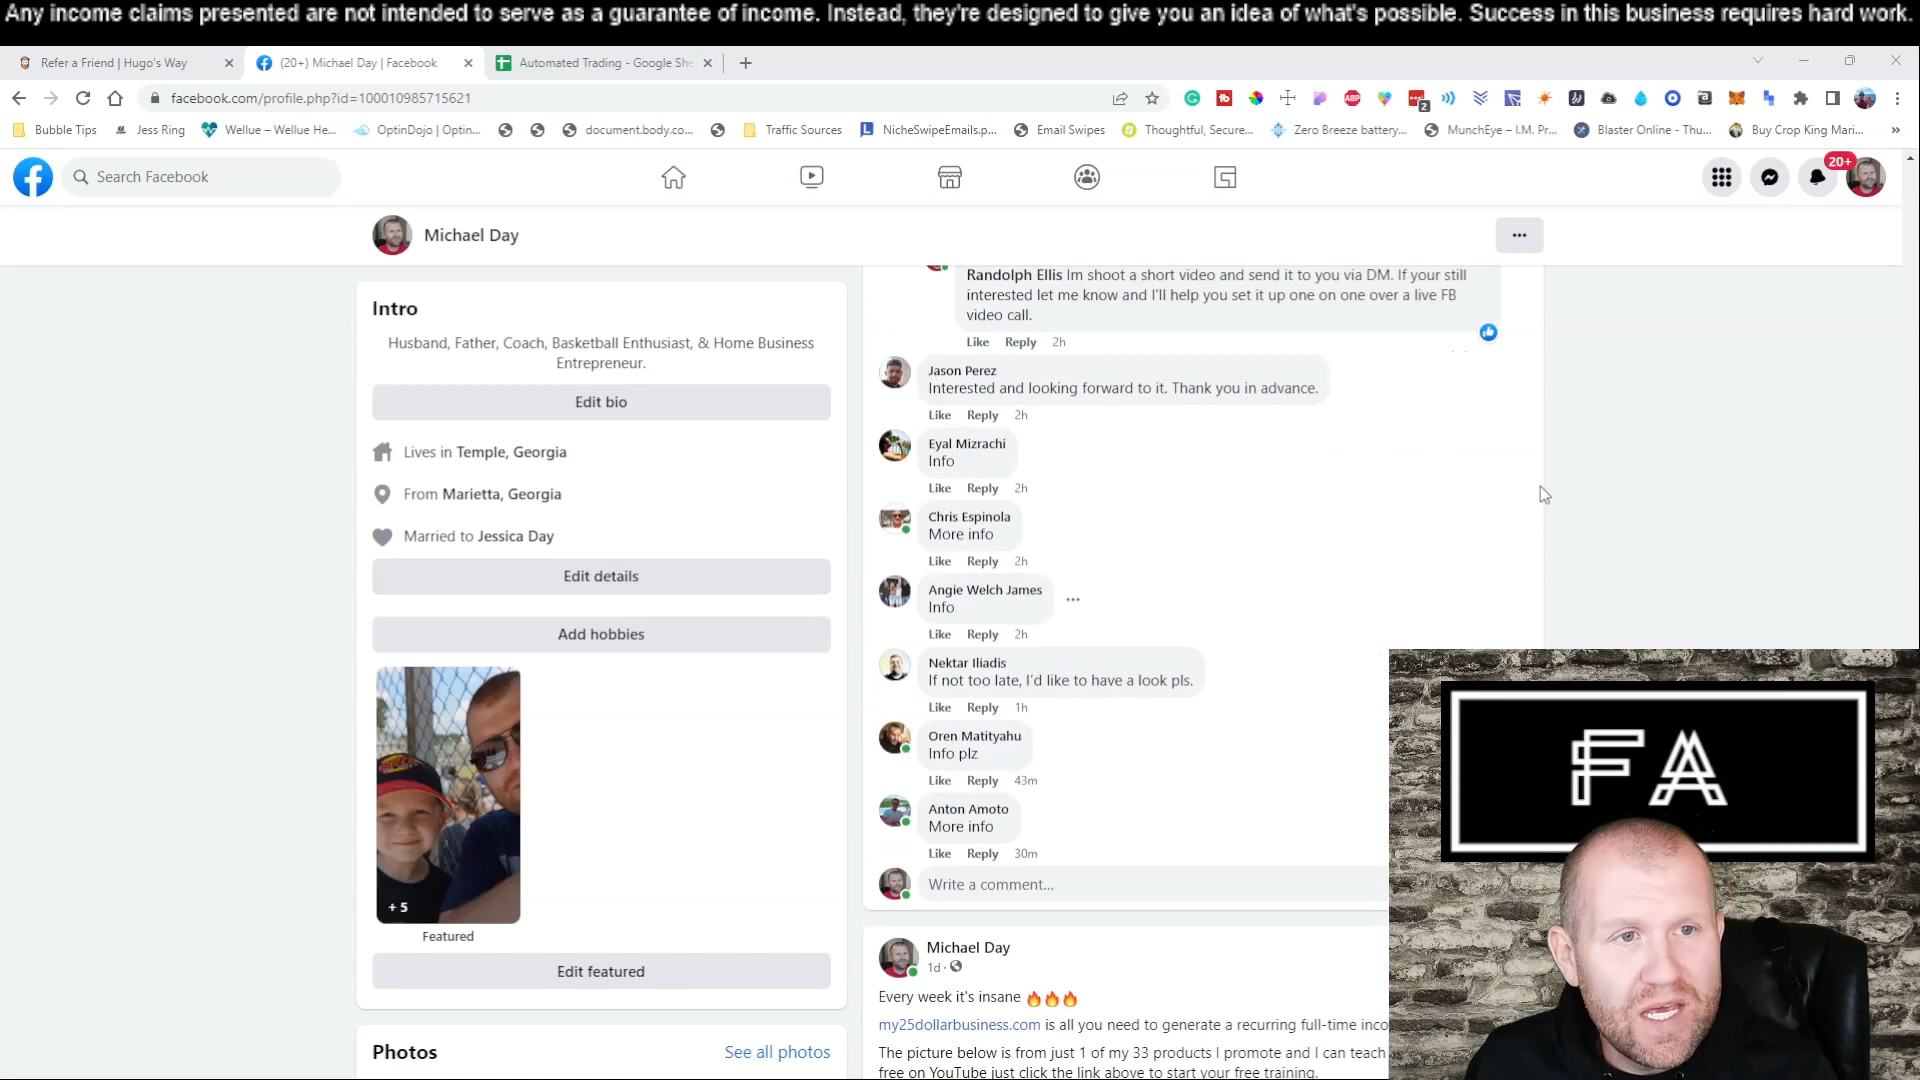 Any income claims presented are not intended to serve as a guarantee of income. Instead, they're designed to give you an idea of what's possible. Success in this business requires hard work.
Refer a Friend | Hugo's Way
(20+) Michael Day | Facebook
Automated Trading - Google She
facebook.com/profile.php?id=100010985715621
2
Bubble Tips
Jess Ring
Wellue – Wellue He...
OptinDojo | Optin...
document.body.co...
Traffic Sources
NicheSwipeEmails.p...
Email Swipes
Thoughtful, Secure...
Zero Breeze battery...
MunchEye – I.M. Pr...
Blaster Online - Thu...
Buy Crop King Mari...
Search Facebook
20+
Michael Day
Intro
Husband, Father, Coach, Basketball Enthusiast, & Home Business
Entrepreneur.
Edit bio
Lives in Temple, Georgia
From Marietta, Georgia
Married to Jessica Day
Edit details
Add hobbies
+ 5
Featured
Edit featured
Photos
See all photos
Randolph Ellis Im shoot a short video and send it to you via DM. If your still
interested let me know and I'll help you set it up one on one over a live FB
video call.
Like Reply 2h
Jason Perez
Interested and looking forward to it. Thank you in advance.
Like Reply 2h
Eyal Mizrachi
Info
Like Reply 2h
Chris Espinola
More info
Like Reply 2h
Angie Welch James
Info
Like Reply 2h
Nektar Iliadis
If not too late, I'd like to have a look pls.
Like Reply 1h
Oren Matityahu
Info plz
Like Reply 43m
Anton Amoto
More info
Like Reply 30m
Write a comment...
Michael Day
1d
Every week it's insane 🔥🔥🔥
my25dollarbusiness.com is all you need to generate a recurring full-time inco
The picture below is from just 1 of my 33 products I promote and I can teach
free on YouTube just click the link above to start your free training.
FA